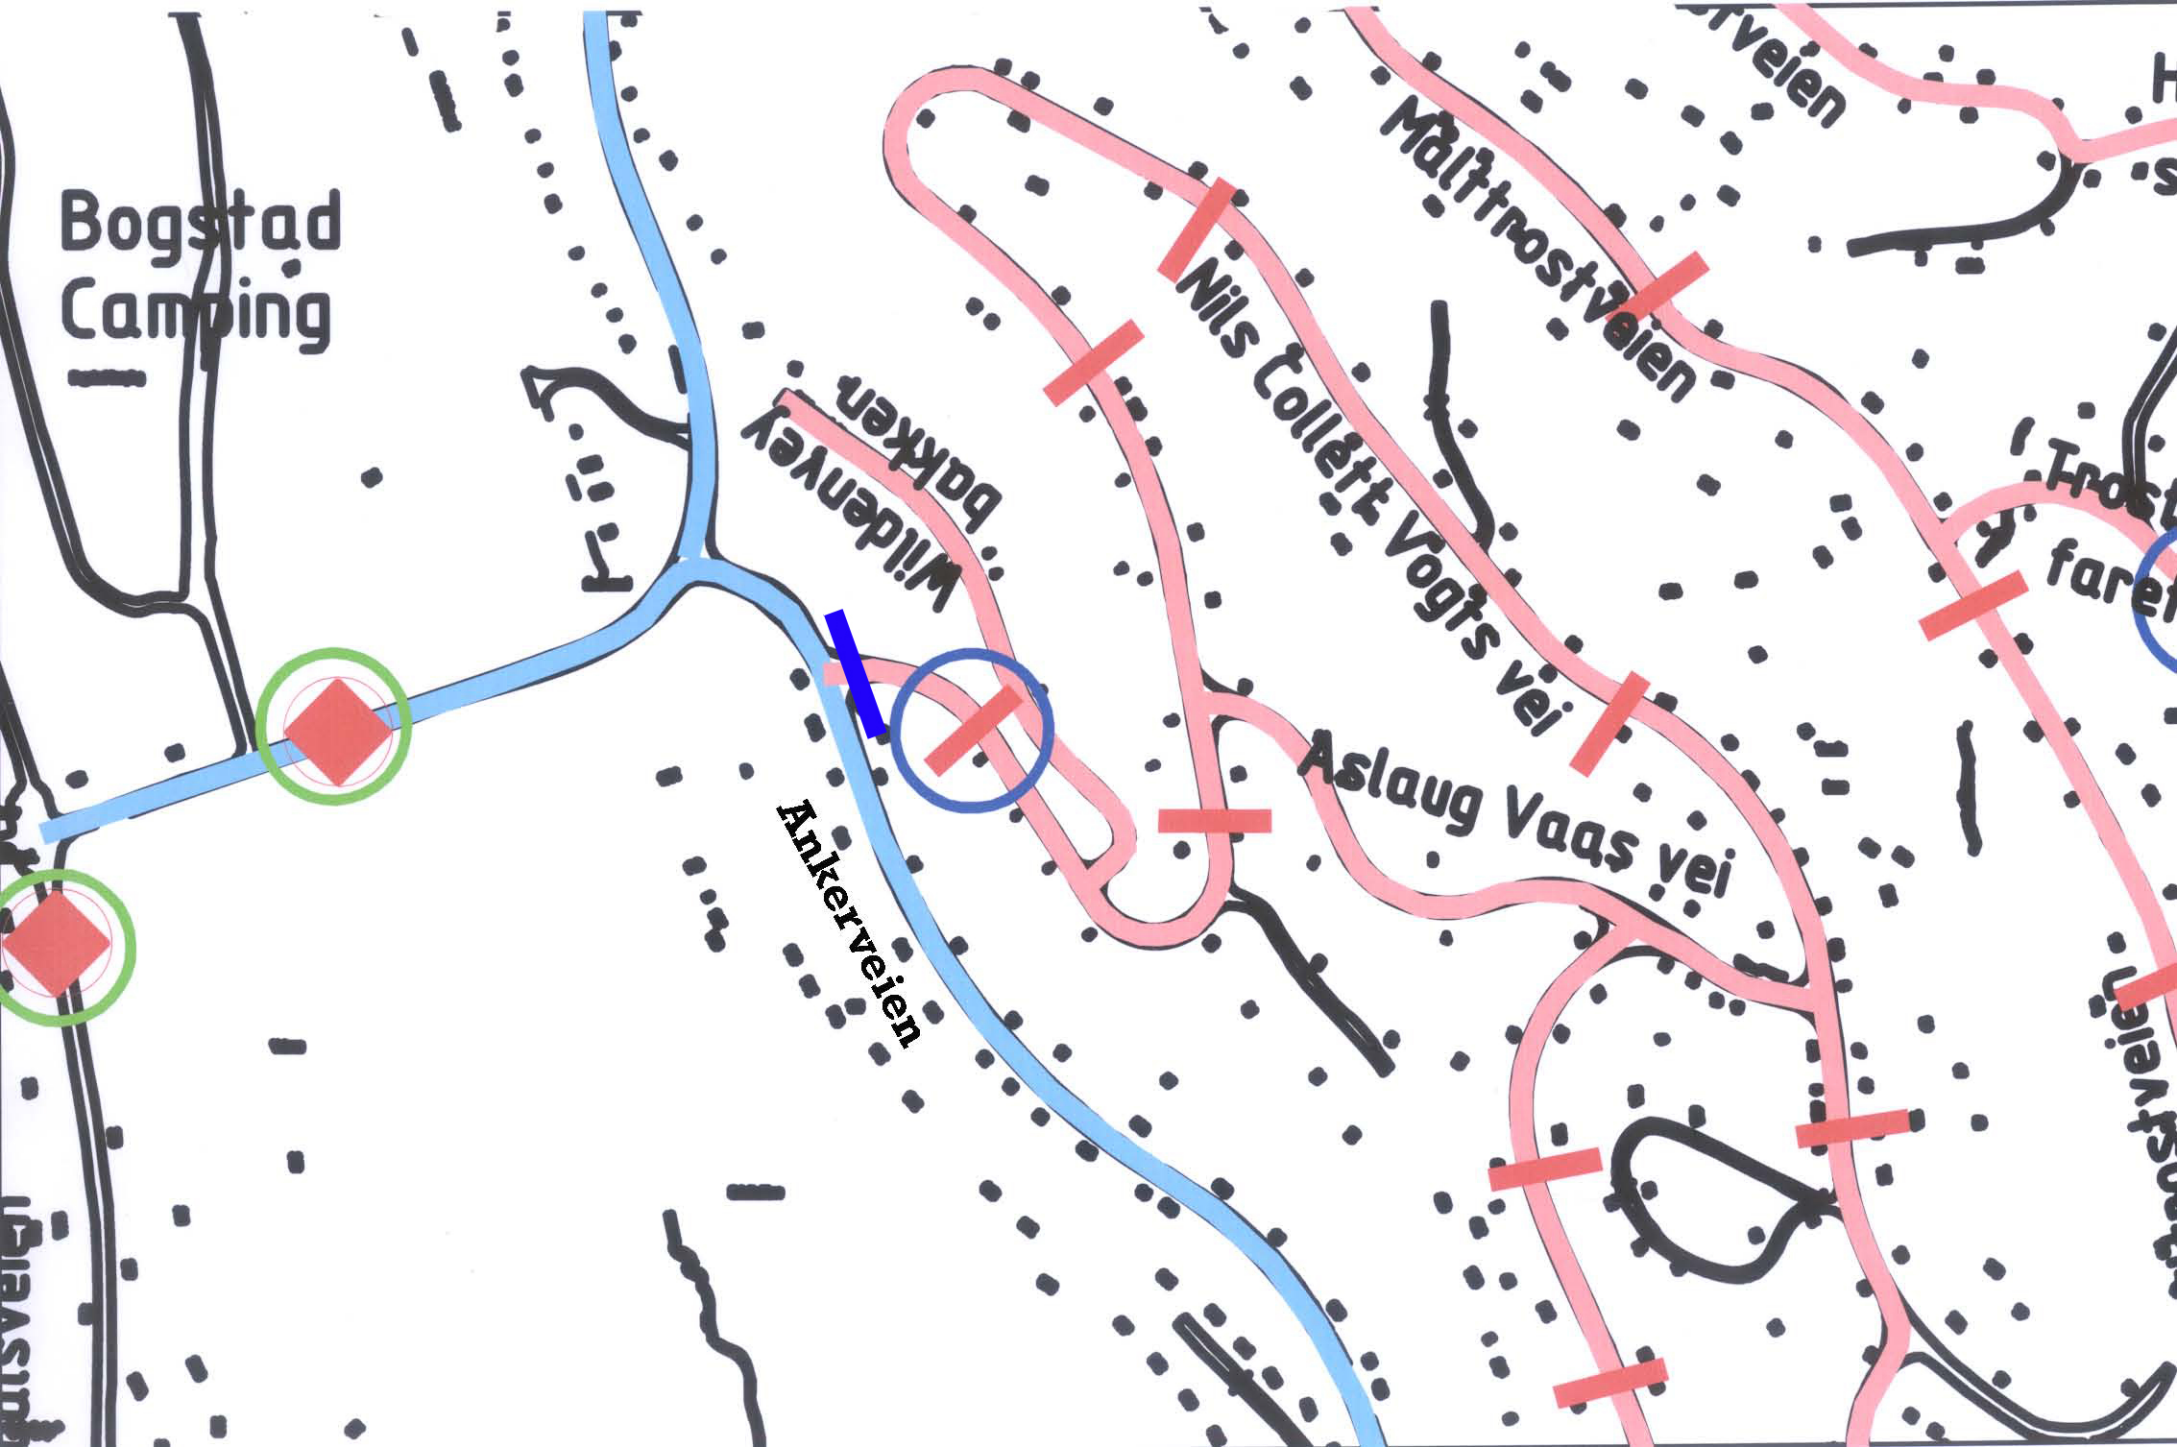 Bogstad
Camping
Måltrostveien
Nils Collett Vogts vei
Wildenvey
bakken
Aslaug Vaas vei
Ankerveien